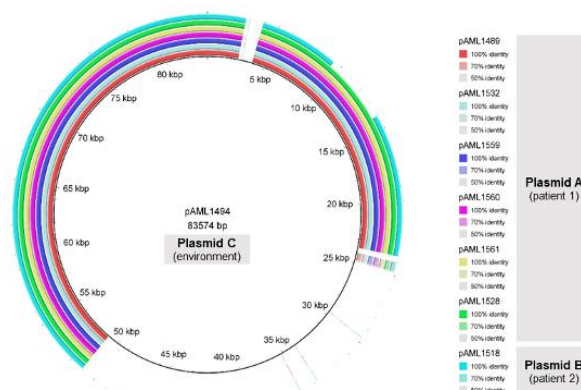 80 kbp
5 kbp
75 kbp
10 kbp
70 kbp
15 kbp
65 kbp
20 kbp
60 kbp
25 kbp
55 kbp
30 kbp
50 kbp
35 kbp
45 kbp
40 kbp
pAML1494
83574 bp
Plasmid C
(environment)
pAML1489
100% identity
70% identity
50% identity
pAML1532
100% identity
70% identity
50% identity
pAML1559
100% identity
70% identity
50% identity
pAML1560
100% identity
70% identity
50% identity
pAML1561
100% identity
70% identity
50% identity
pAML1528
100% identity
70% identity
50% identity
pAML1518
100% identity
70% identity
50% identity
Plasmid A
(patient 1)
Plasmid B
(patient 2)